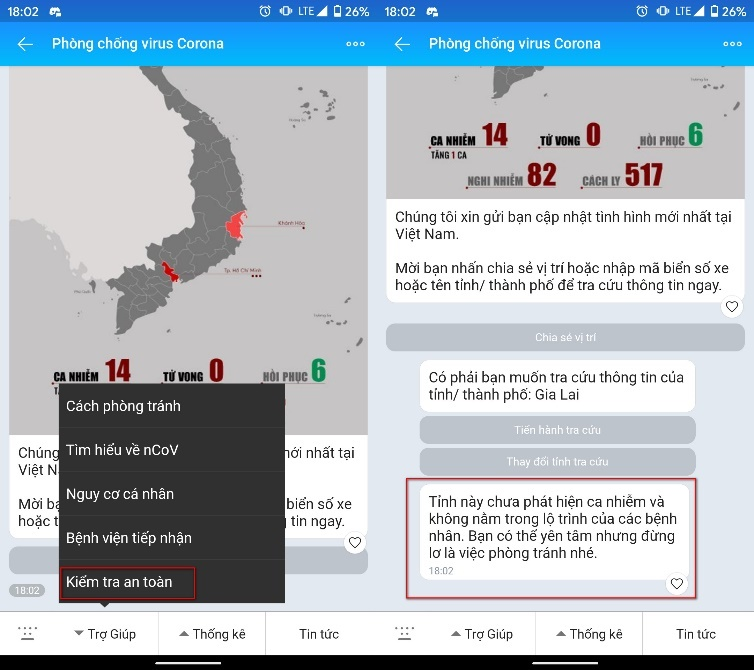 18:02
LTE
26%
Phòng chống virus Corona
Khánh Hòa
Tp. Hồ Chí Minh
CA NHIỄM 14
TỬ VONG 0
HỒI PHỤC 6
Cách phòng tránh
Tìm hiểu về nCoV
Nguy cơ cá nhân
Bệnh viện tiếp nhận
Kiểm tra an toàn
Chúng
ới nhất tại
Việt N
Mời bạ
biển số xe
hoặc t
tin ngay.
18:02
Trợ Giúp
Thống kê
Tin tức
18:02
LTE
26%
Phòng chống virus Corona
CA NHIỄM 14
TĂNG 1 CA
TỬ VONG 0
HỒI PHỤC 6
NGHI NHIỄM 82
CÁCH LY 517
Chúng tôi xin gửi bạn cập nhật tình hình mới nhất tại
Việt Nam.
Mời bạn nhấn chia sẻ vị trí hoặc nhập mã biển số xe
hoặc tên tỉnh/ thành phố để tra cứu thông tin ngay.
Chia sẻ vị trí
Có phải bạn muốn tra cứu thông tin của
tỉnh/ thành phố: Gia Lai
Tiến hành tra cứu
Thay đổi tỉnh tra cứu
Tỉnh này chưa phát hiện ca nhiễm và
không nằm trong lộ trình của các bệnh
nhân. Bạn có thể yên tâm nhưng đừng
lơ là việc phòng tránh nhé.
18:02
Trợ Giúp
Thống kê
Tin tức